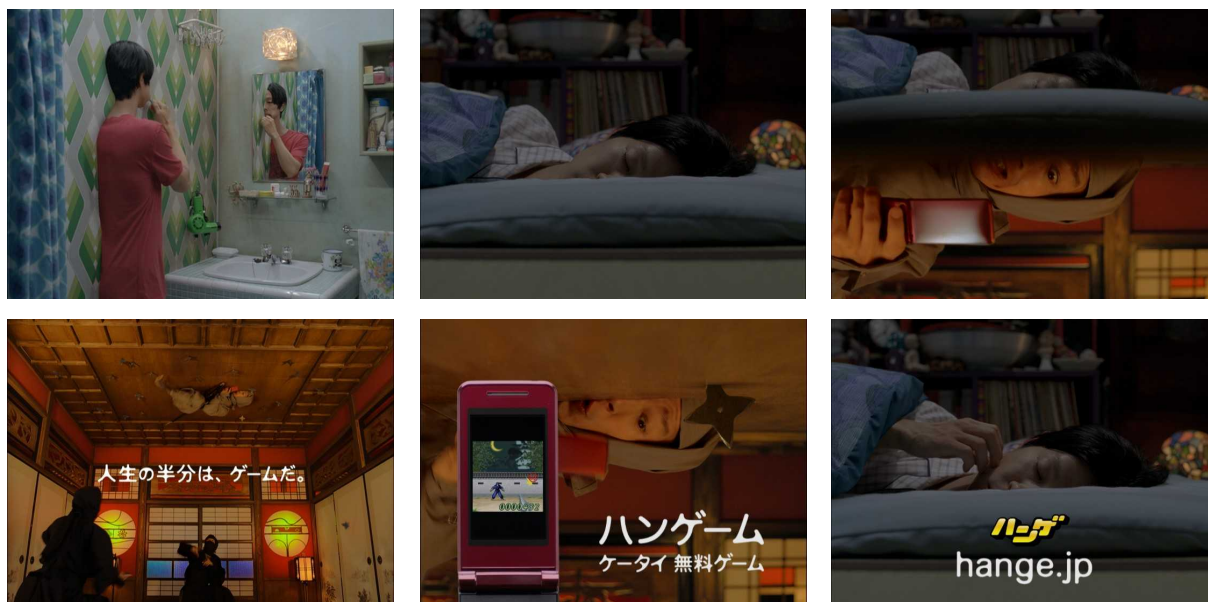 人生の半分は、ゲームだ。
ハンゲーム
ケータイ 無料ゲーム
ハンゲ
hange.jp